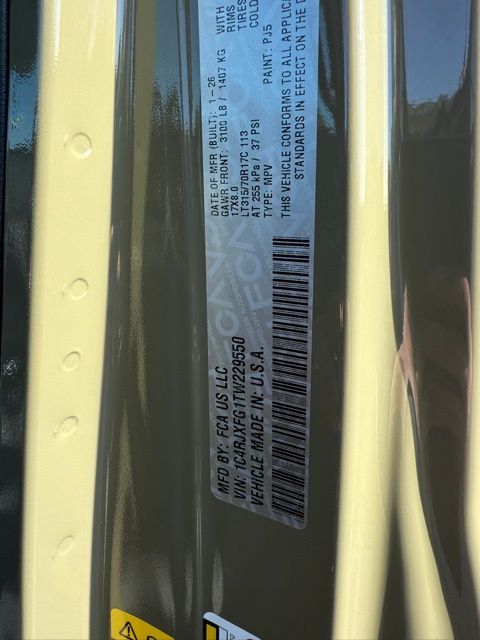 MFD BY: FCA US LLC
VIN: 1C4RJXFG1TW229550
VEHICLE MADE IN: U.S.A.
DATE OF MFR (BUILT): 1-26
GAWR FRONT: 3100 LB / 1407 KG WITH
17X8.0 RIMS
LT315/70R17C 113 TIRES
AT 255 kPa / 37 PSI COLD
TYPE: MPV PAINT: PJ5
THIS VEHICLE CONFORMS TO ALL APPLIC
STANDARDS IN EFFECT ON THE D